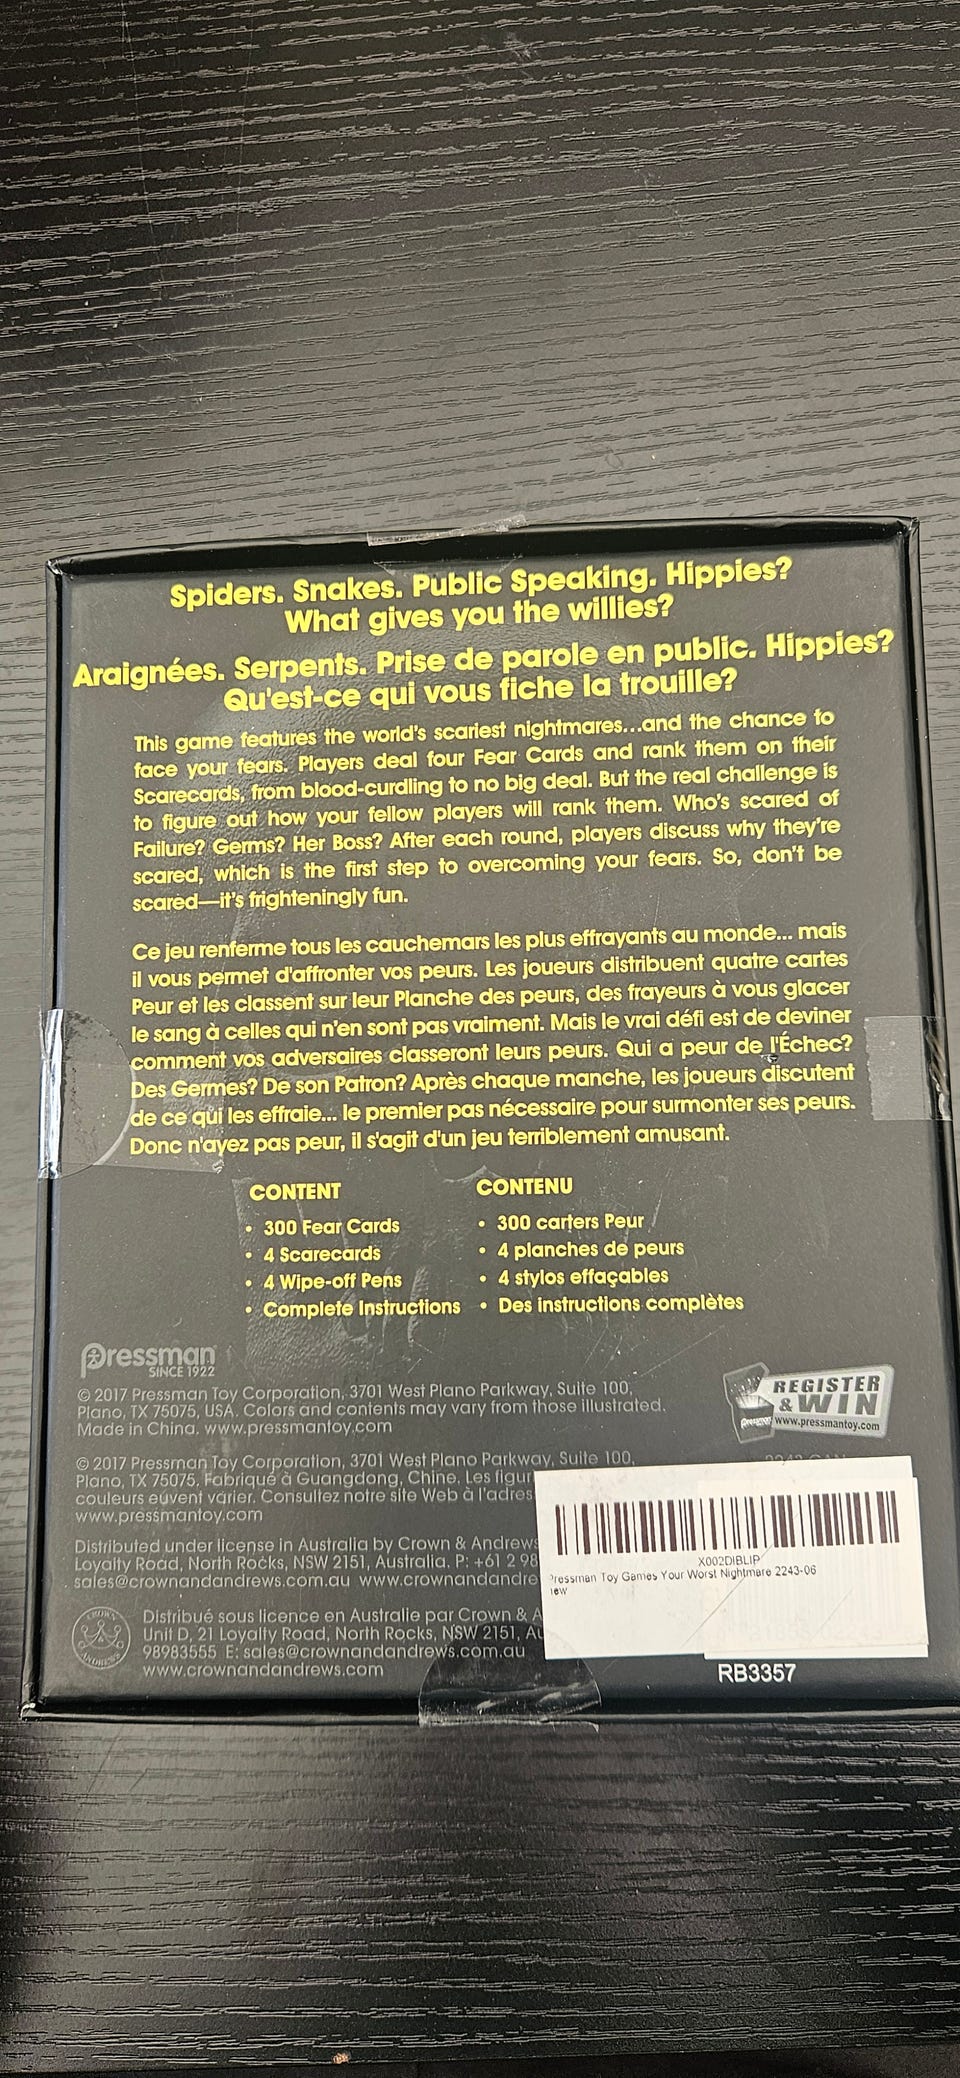 Spiders. Snakes. Public Speaking. Hippies?
What gives you the willies?
Araignées. Serpents. Prise de parole en public. Hippies?
Qu'est-ce qui vous fiche la trouille?
This game features the world's scariest nightmares...and the chance to
face your fears. Players deal four Fear Cards and rank them on their
Scarecards, from blood-curdling to no big deal. But the real challenge is
to figure out how your fellow players will rank them. Who's scared of
Failure? Germs? Her Boss? After each round, players discuss why they're
scared, which is the first step to overcoming your fears. So, don't be
scared—it's frighteningly fun.
Ce jeu renferme tous les cauchemars les plus effrayants au monde... mais
il vous permet d'affronter vos peurs. Les joueurs distribuent quatre cartes
Peur et les classent sur leur Planche des peurs, des frayeurs à vous glacer
le sang à celles qui n'en sont pas vraiment. Mais le vrai défi est de deviner
comment vos adversaires classeront leurs peurs. Qui a peur de l'Échec?
Des Germes? De son Patron? Après chaque manche, les joueurs discutent
de ce qui les effraie... le premier pas nécessaire pour surmonter ses peurs.
Donc n'ayez pas peur, il s'agit d'un jeu terriblement amusant.
CONTENT
• 300 Fear Cards
• 4 Scarecards
• 4 Wipe-off Pens
• Complete Instructions
CONTENU
• 300 carters Peur
• 4 planches de peurs
• 4 stylos effaçables
• Des instructions complètes
Pressman
SINCE 1922
© 2017 Pressman Toy Corporation, 3701 West Plano Parkway, Suite 100,
Plano, TX 75075, USA. Colors and contents may vary from those illustrated.
Made in China. www.pressmantoy.com
REGISTER
& WIN
pressman
www.pressmantoy.com
© 2017 Pressman Toy Corporation, 3701 West Plano Parkway, Suite 100,
Plano, TX 75075, Fabriqué à Guangdong, Chine. Les figur
couleurs euvent varier. Consultez notre site Web à l'adres
www.pressmantoy.com
Distributed under license in Australia by Crown & Andrews
Loyalty Road, North Rocks, NSW 2151, Australia. P: +61 2 98
sales@crownandandrews.com.au www.crownandandre
CROWN & ANDREWS
Distribué sous licence en Australie par Crown & A
Unit D, 21 Loyalty Road, North Rocks, NSW 2151, Au
98983555 E: sales@crownandandrews.com.au
www.crownandandrews.com
X002DIBLIP
Pressman Toy Games Your Worst Nightmare 2243-06
RB3357